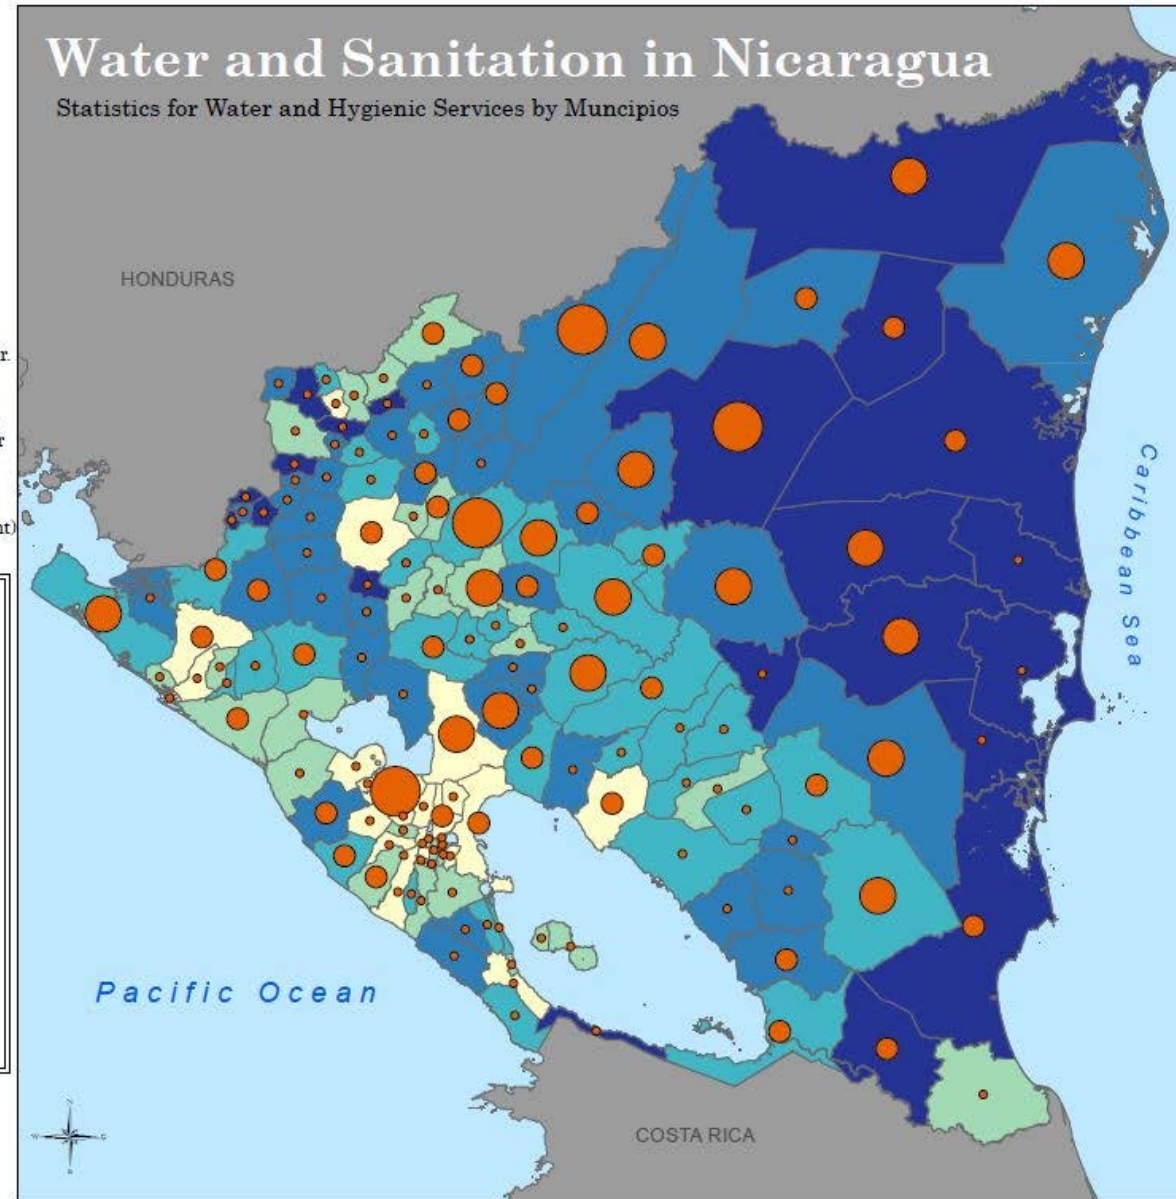 Water and Sanitation in Nicaragua
Statistics for Water and Hygienic Services by Muncipios
HONDURAS
Caribbean Sea
Pacific Ocean
COSTA RICA
N